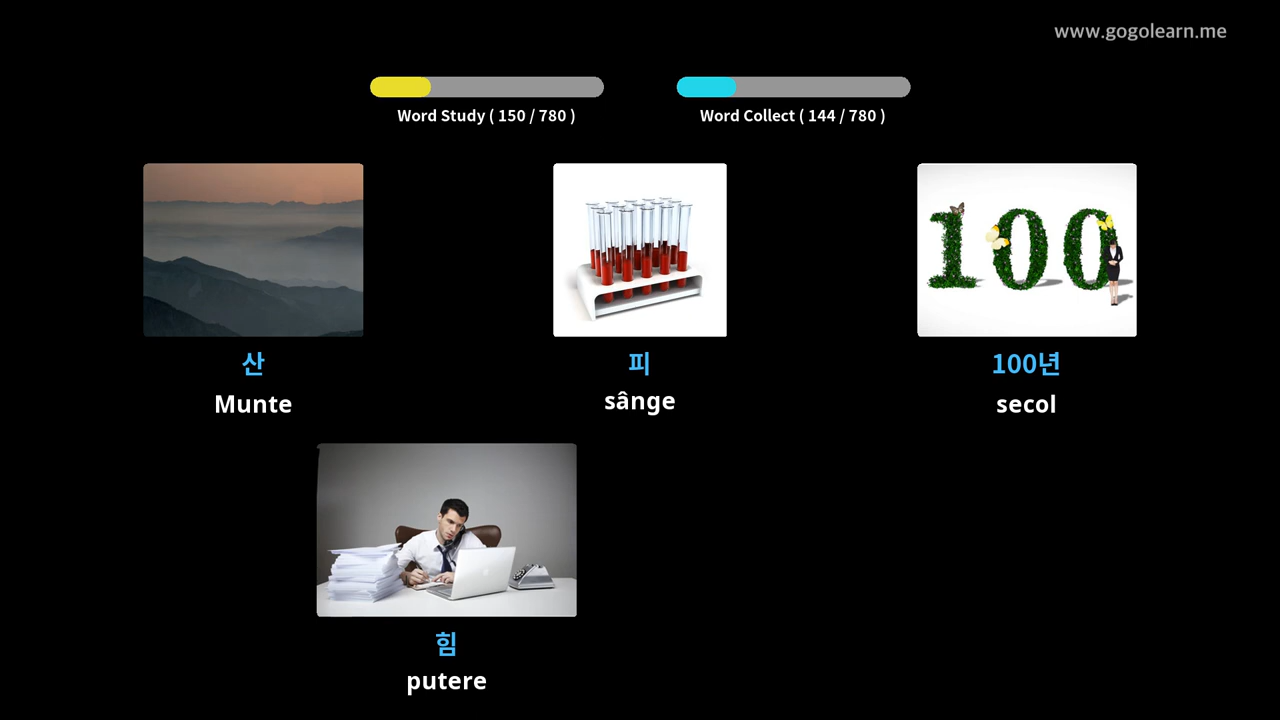 www.gogolearn.me
Word Study ( 150 / 780 )
Word Collect ( 144 / 780 )
산
Munte
피
sânge
100년
secol
힘
putere